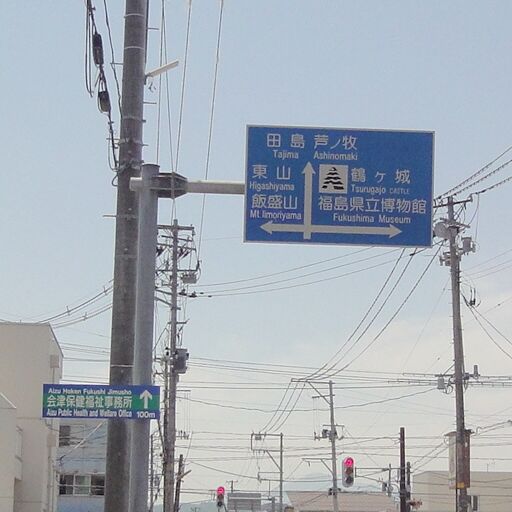 田島 芦ノ牧
Tajima Ashinomaki
東山
Higashiyama
飯盛山
Mt.Iimoriyama
鶴ヶ城
Tsurugajo CASTLE
福島県立博物館
Fukushima Museum
Aizu Hoken Fukushi Jimusho
会津保健福祉事務所
Aizu Public Health and Welfare Office 100m